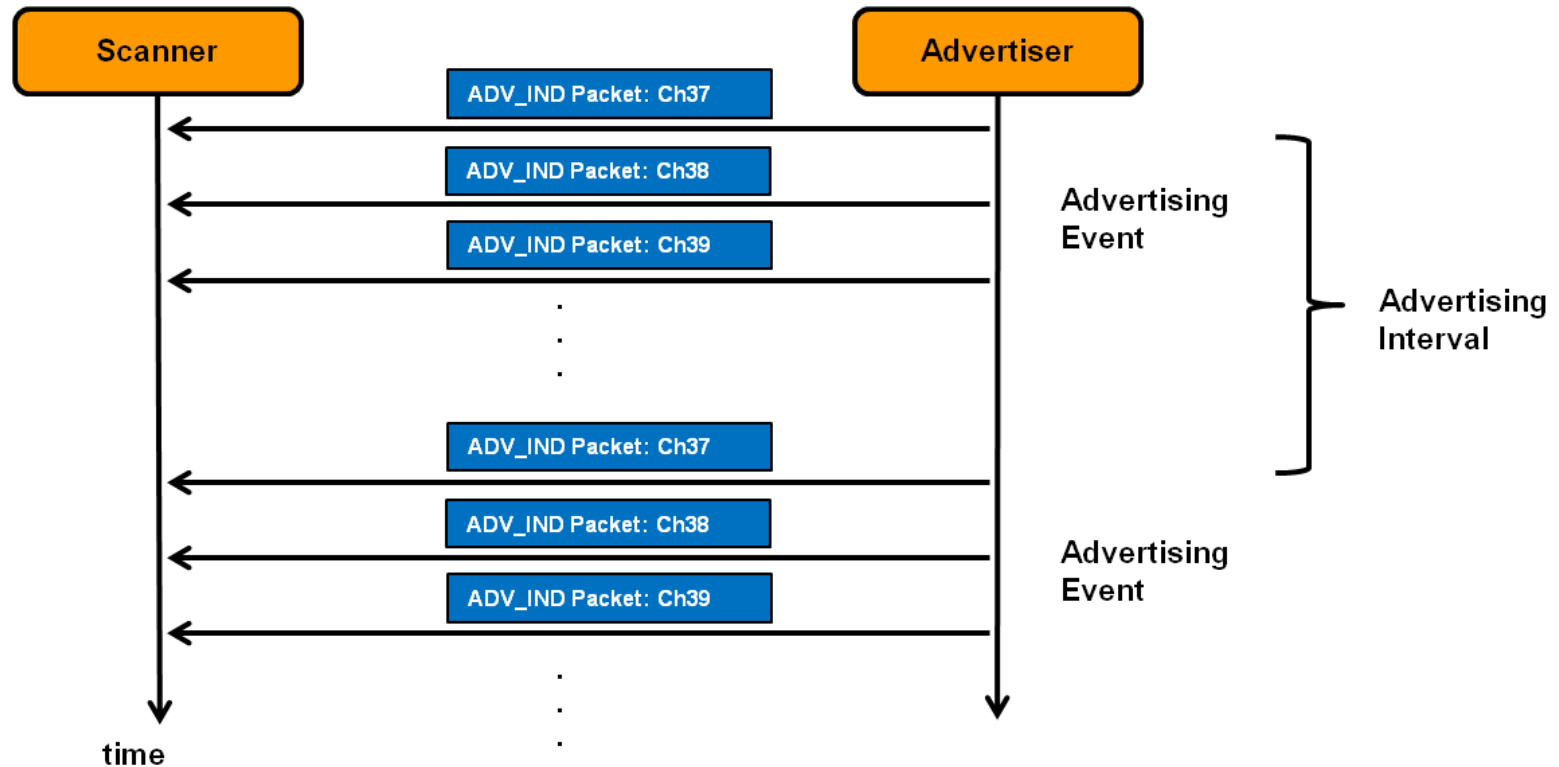 Scanner
Advertiser
ADV_IND Packet: Ch37
ADV_IND Packet: Ch38
ADV_IND Packet: Ch39
Advertising
Event
Advertising
Interval
ADV_IND Packet: Ch37
ADV_IND Packet: Ch38
ADV_IND Packet: Ch39
Advertising
Event
time